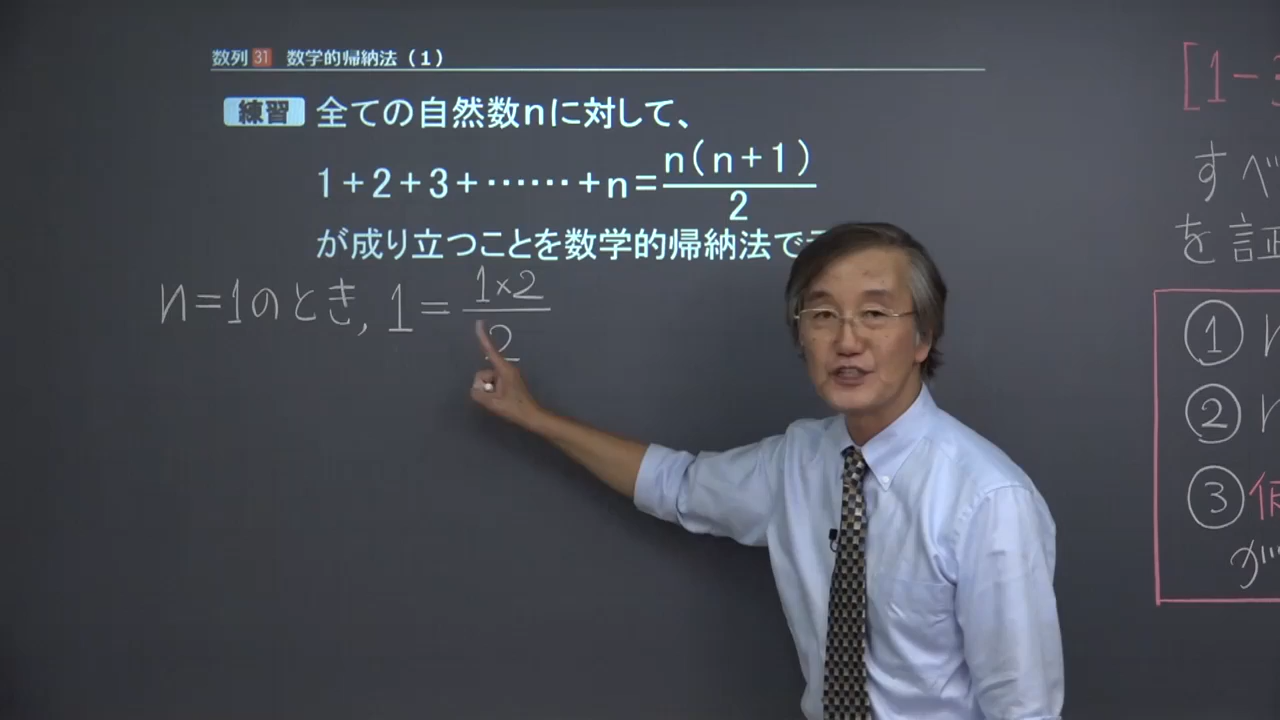 数列 31 数学的帰納法（1）
練習 全ての自然数nに対して、
1+2+3+……+n=n(n+1)/2
が成り立つことを数学的帰納法で
n=1のとき, 1=1×2/2
[1-
すべ
を証
①
②
③
が